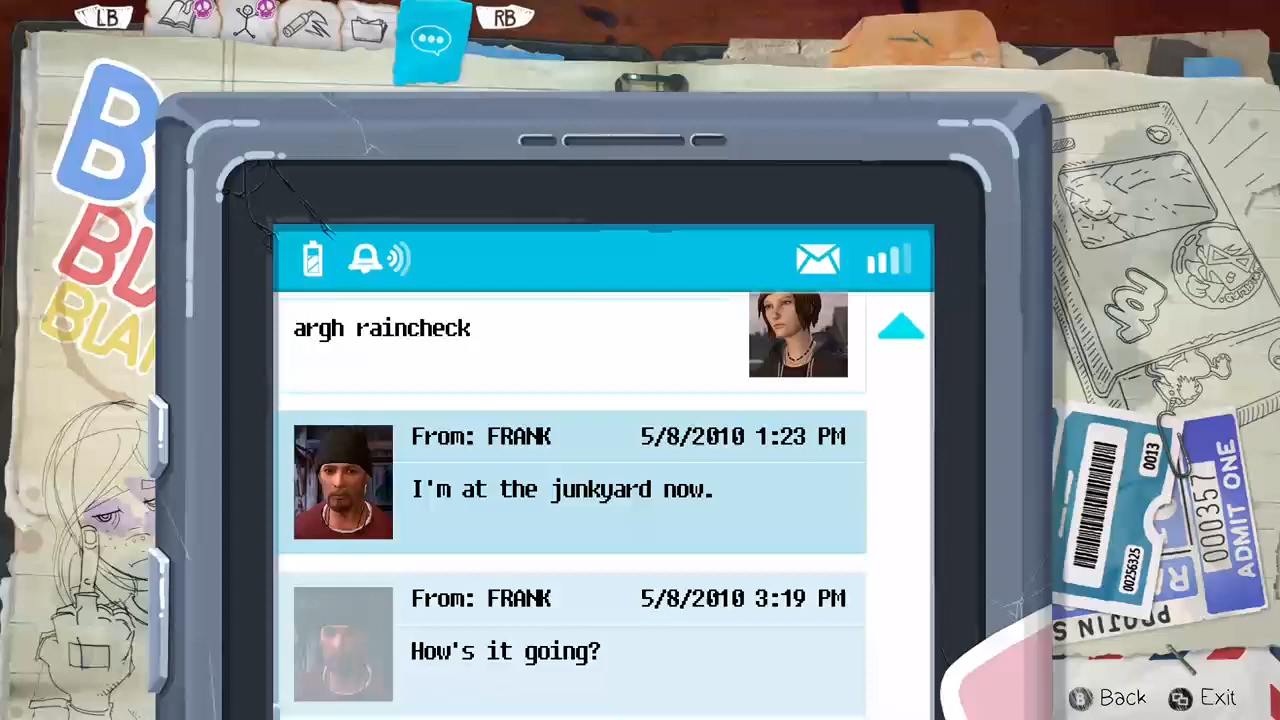 LB
RB
argh raincheck
From: FRANK
5/8/2010 1:23 PM
I'm at the junkyard now.
From: FRANK
5/8/2010 3:19 PM
How's it going?
0013
00256325
000357
ADMIT ONE
Back
Exit